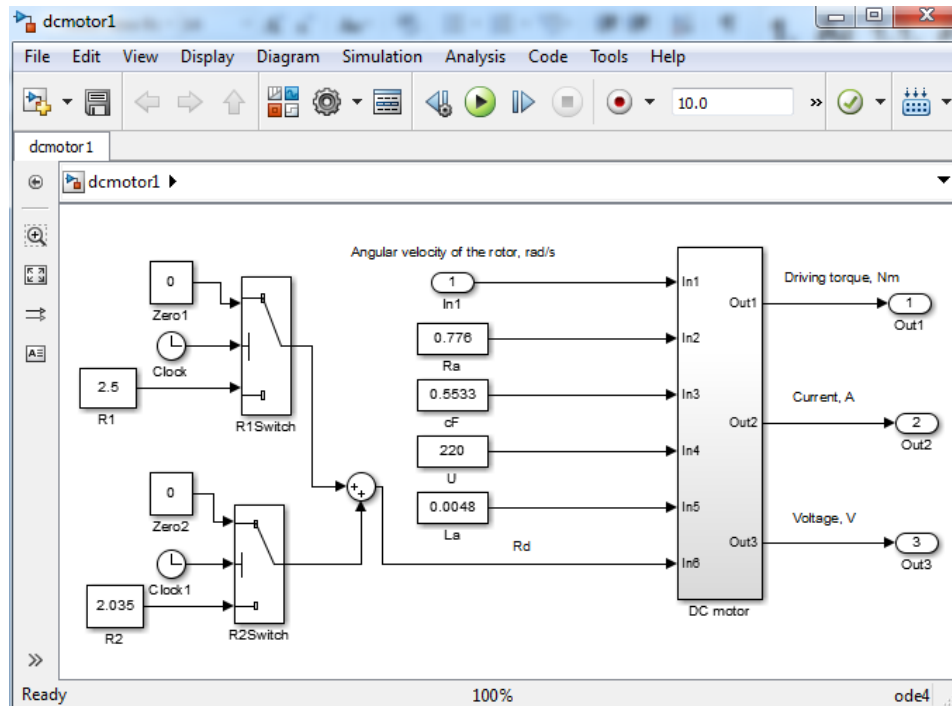 dcmotor1
File Edit View Display Diagram Simulation Analysis Code Tools Help
10.0
»
dcmotor1
dcmotor1
Angular velocity of the rotor, rad/s
0
Zero1
Clock
2.5
R1
R1Switch
0
Zero2
Clock1
2.035
R2
R2Switch
++
1
In1
0.776
Ra
0.5533
cF
220
U
0.0048
La
Rd
In1
In2
In3
In4
In5
In6
Out1
Out2
Out3
DC motor
Driving torque, Nm
1
Out1
Current, A
2
Out2
Voltage, V
3
Out3
»
Ready 100% ode4